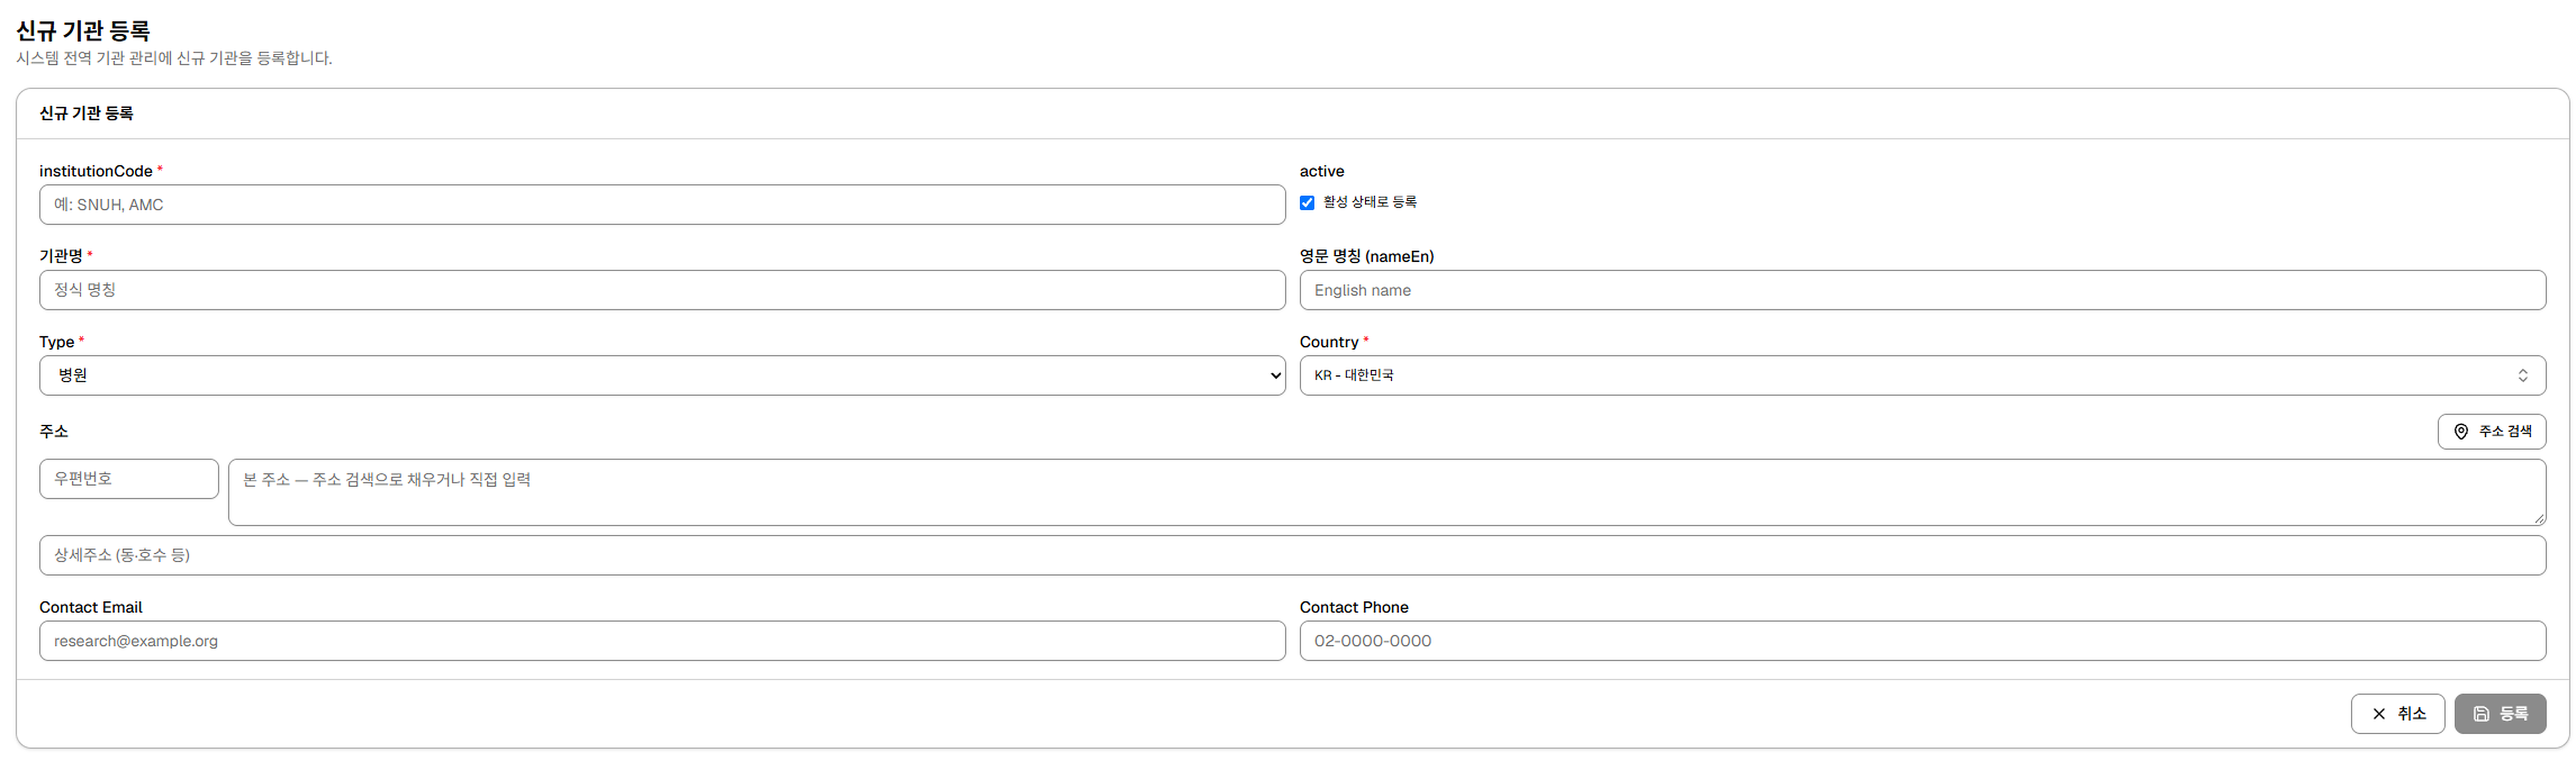 신규 기관 등록
시스템 전역 기관 관리에 신규 기관을 등록합니다.
신규 기관 등록
institutionCode *
예: SNUH, AMC
active
활성 상태로 등록
기관명 *
정식 명칭
영문 명칭 (nameEn)
English name
Type *
병원
Country *
KR - 대한민국
주소
주소 검색
우편번호
본 주소 — 주소 검색으로 채우거나 직접 입력
상세주소 (동·호수 등)
Contact Email
research@example.org
Contact Phone
02-0000-0000
취소
등록